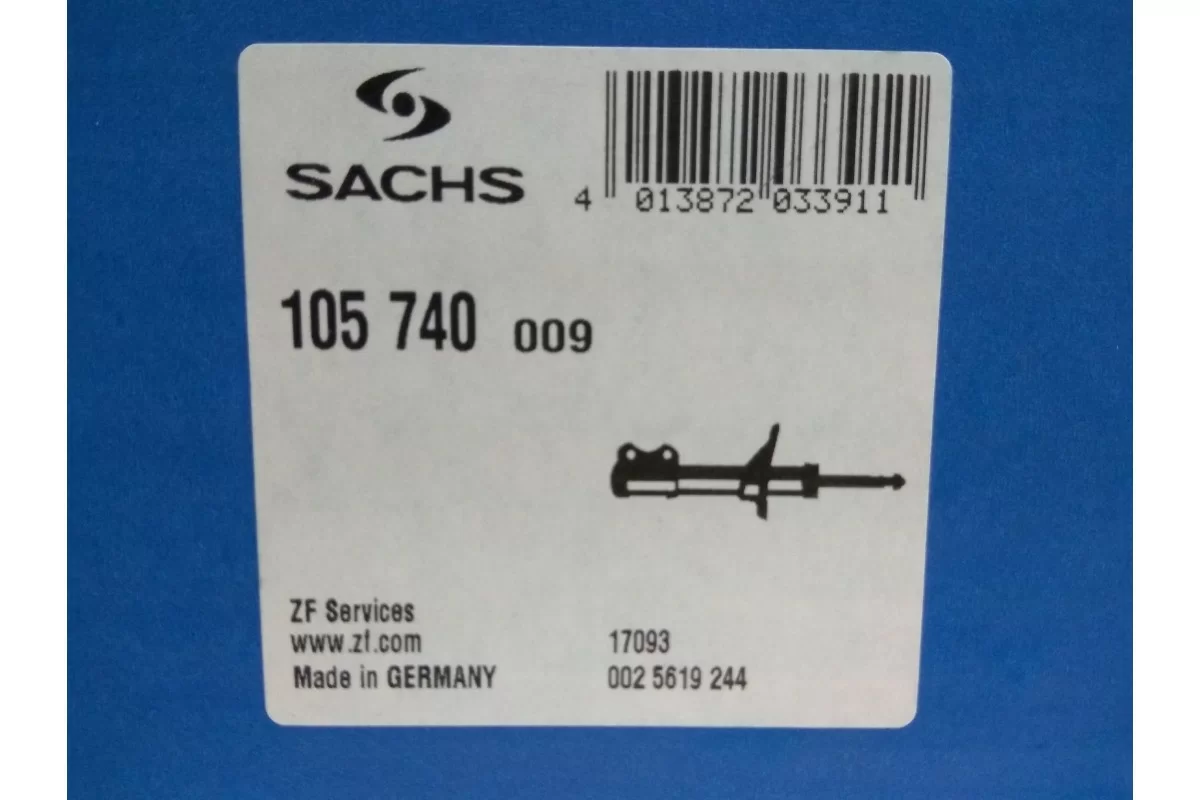 SACHS
4 013872 033911
105 740 009
ZF Services
www.zf.com
Made in GERMANY
17093
002 5619 244